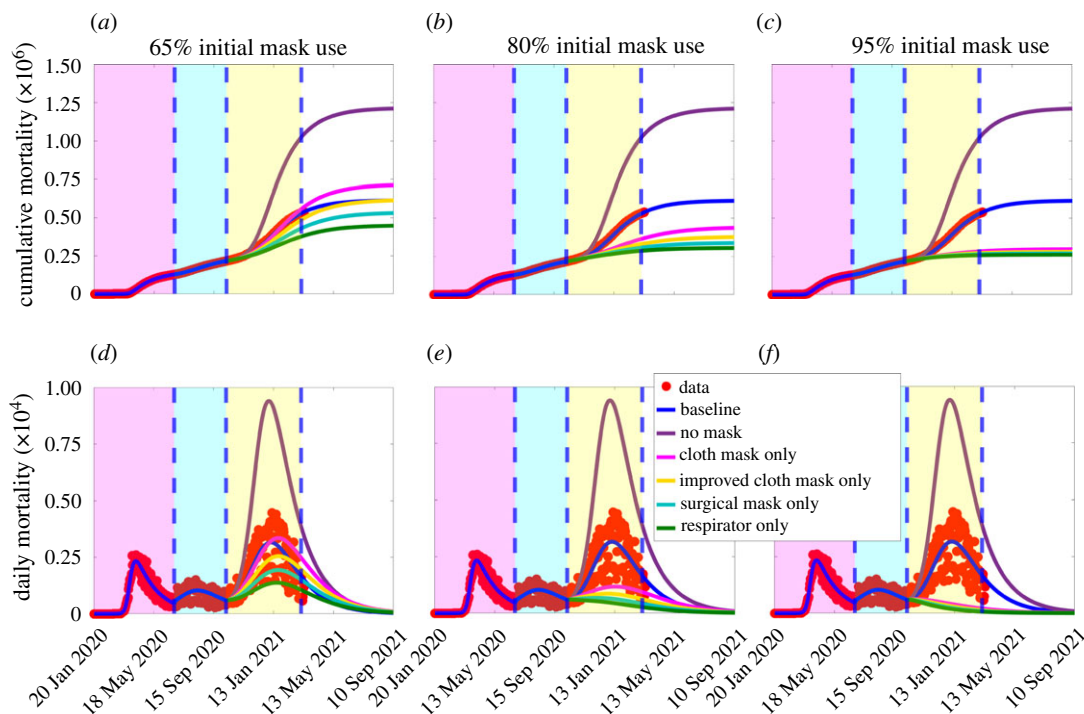 (a) (b) (c)
65% initial mask use 80% initial mask use 95% initial mask use
cumulative mortality (×10⁶)
1.50
1.25
1.00
0.75
0.50
0.25
0
(d) (e) (f)
daily mortality (×10⁴)
1.00
0.75
0.50
0.25
0
data
baseline
no mask
cloth mask only
improved cloth mask only
surgical mask only
respirator only
20 Jan 2020 18 May 2020 15 Sep 2020 13 Jan 2021 13 May 2021 10 Sep 2021
20 Jan 2020 13 May 2020 15 Sep 2020 13 Jan 2021 13 May 2021 10 Sep 2021
20 Jan 2020 18 May 2020 15 Sep 2020 13 Jan 2021 13 May 2021 10 Sep 2021